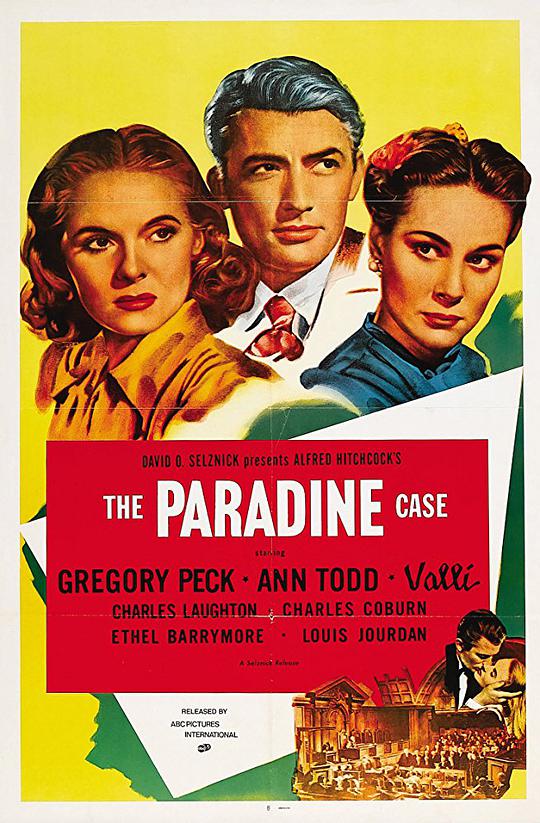 DAVID O. SELZNICK presents ALFRED HITCHCOCK'S
THE PARADINE CASE
starring
GREGORY PECK · ANN TODD · Valli
CHARLES LAUGHTON · CHARLES COBURN
ETHEL BARRYMORE · LOUIS JOURDAN
A Selznick Release
RELEASED BY
ABC PICTURES
INTERNATIONAL